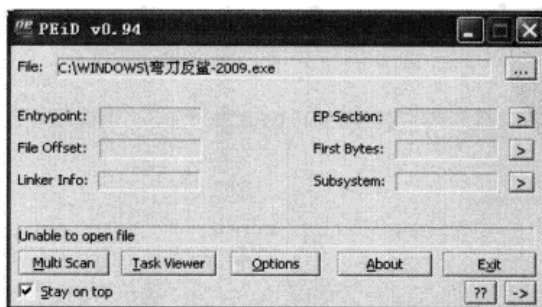 PEiD v0.94
File: C:\WINDOWS\弯刀反鲨-2009.exe ...
Entrypoint: EP Section: >
File Offset: First Bytes: >
Linker Info: Subsystem: >
Unable to open file
Multi Scan Task Viewer Options About Exit
Stay on top ?? ->